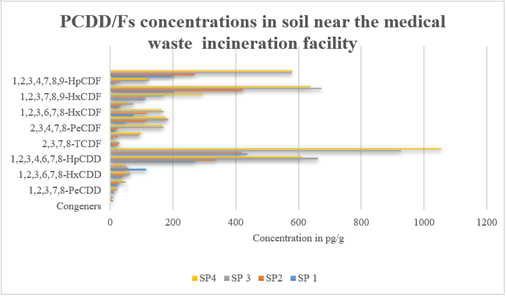 PCDD/Fs concentrations in soil near the medical
waste incineration facility
1,2,3,4,7,8,9-HpCDF
1,2,3,7,8,9-HxCDF
1,2,3,6,7,8-HxCDF
2,3,4,7,8-PeCDF
2,3,7,8-TCDF
1,2,3,4,6,7,8-HpCDD
1,2,3,6,7,8-HxCDD
1,2,3,7,8-PeCDD
Congeners
0 200 400 600 800 1000 1200
Concentration in pg/g
SP4 SP 3 SP2 SP 1